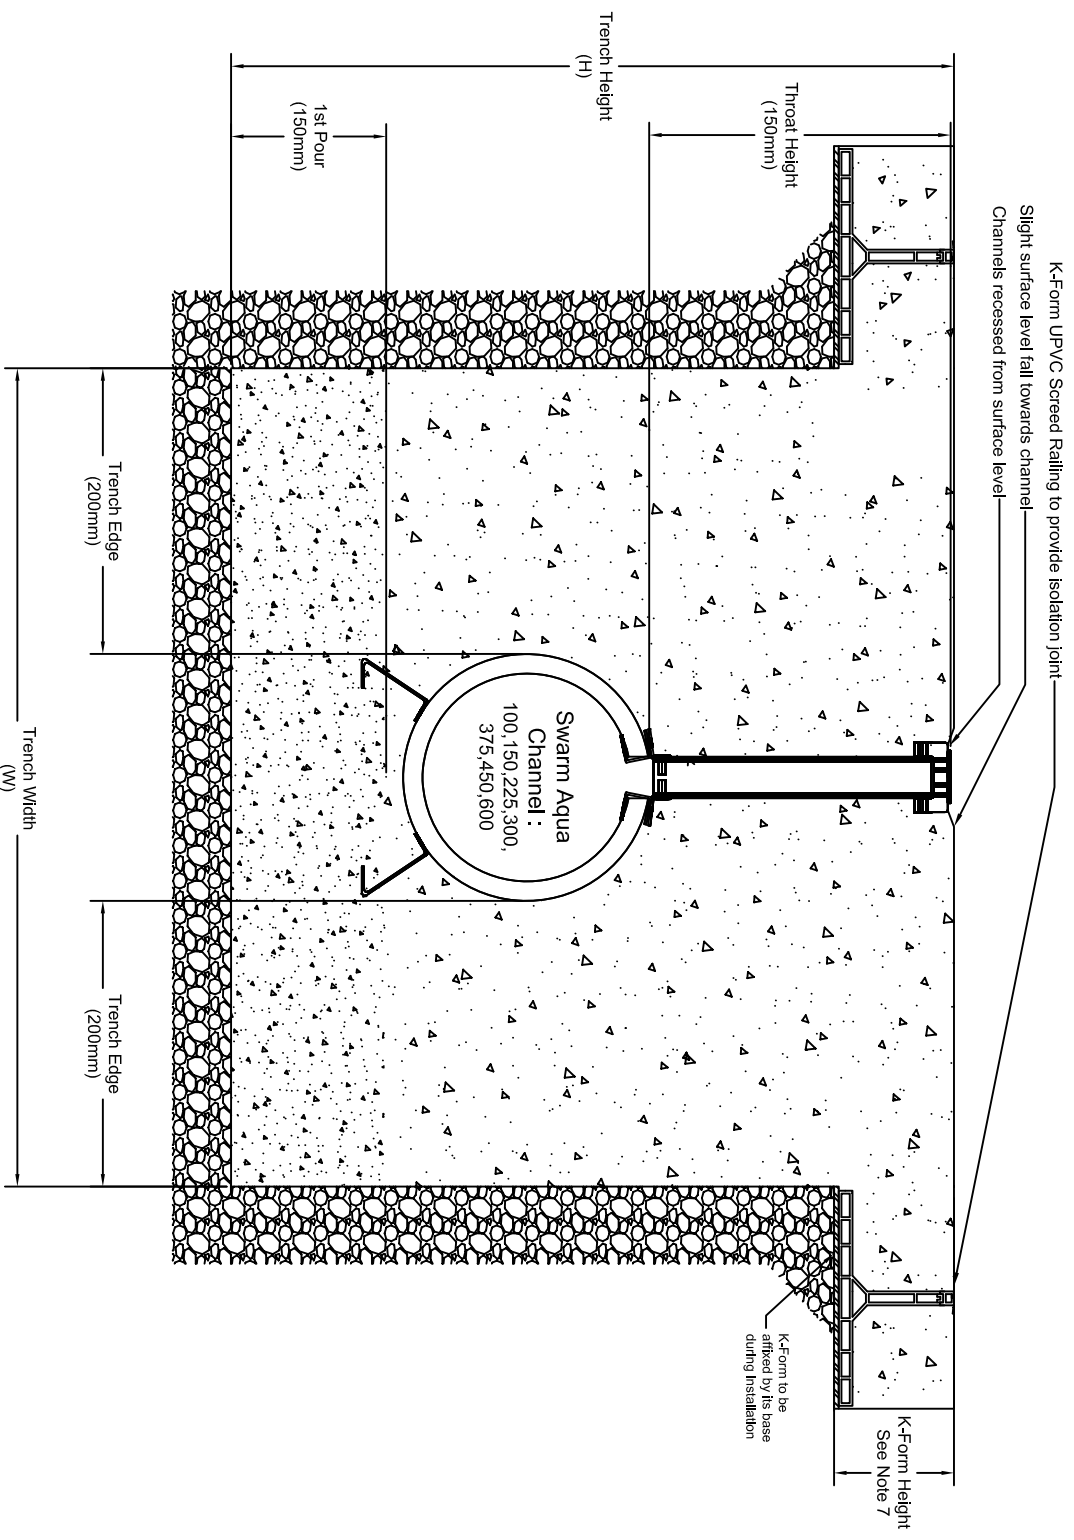 K-Form UPVC Screed Railing to provide isolation joint
Slight surface level fall towards channel
Channels recessed from surface level
Trench Height
(H)
Throat Height
(150mm)
1st Pour
(150mm)
Swarm Aqua
Channel :
100,150,225,300,
375,450,600
K-Form Height
See Note 7
K-Form to be
affixed by its base
during installation
Trench Edge
(200mm)
Trench Edge
(200mm)
Trench Width
(W)